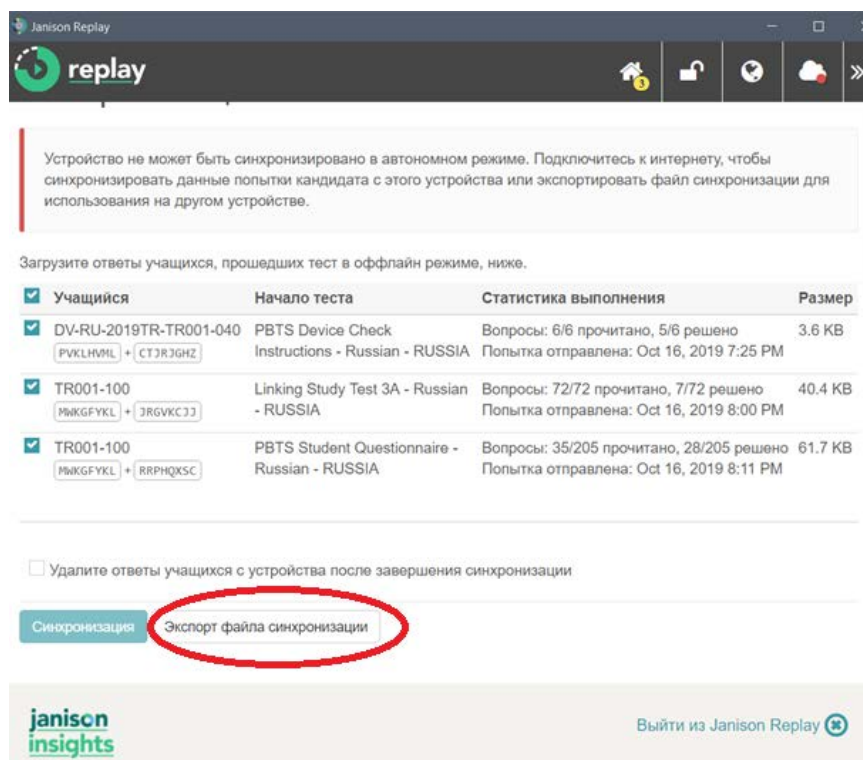 Janison Replay
replay
3
Устройство не может быть синхронизировано в автономном режиме. Подключитесь к интернету, чтобы
синхронизировать данные попытки кандидата с этого устройства или экспортировать файл синхронизации для
использования на другом устройстве.
Загрузите ответы учащихся, прошедших тест в оффлайн режиме, ниже.
Учащийся Начало теста Статистика выполнения Размер
DV-RU-2019TR-TR001-040 PBTS Device Check Вопросы: 6/6 прочитано, 5/6 решено 3.6 KB
PVKLHVML + CTJRJGHZ Instructions - Russian - RUSSIA Попытка отправлена: Oct 16, 2019 7:25 PM
TR001-100 Linking Study Test 3A - Russian Вопросы: 72/72 прочитано, 7/72 решено 40.4 KB
MWKGFYKL + JRGVKCJJ - RUSSIA Попытка отправлена: Oct 16, 2019 8:00 PM
TR001-100 PBTS Student Questionnaire - Вопросы: 35/205 прочитано, 28/205 решено 61.7 KB
MWKGFYKL + RRPHQXSC Russian - RUSSIA Попытка отправлена: Oct 16, 2019 8:11 PM
Удалите ответы учащихся с устройства после завершения синхронизации
Синхронизация Экспорт файла синхронизации
janison
insights
Выйти из Janison Replay